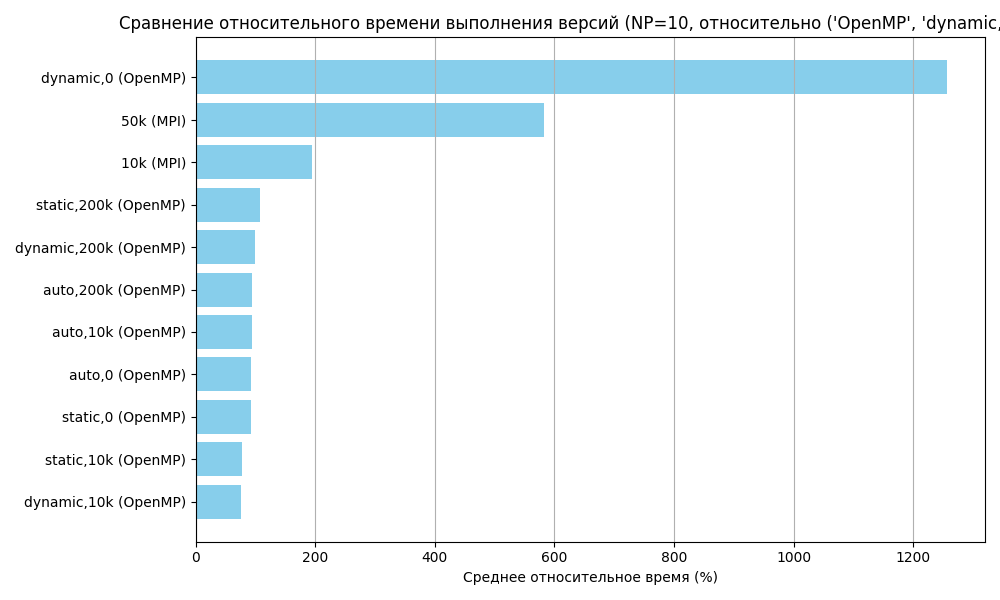 Сравнение относительного времени выполнения версий (NP=10, относительно ('OpenMP', 'dynamic,
dynamic,0 (OpenMP)
50k (MPI)
10k (MPI)
static,200k (OpenMP)
dynamic,200k (OpenMP)
auto,200k (OpenMP)
auto,10k (OpenMP)
auto,0 (OpenMP)
static,0 (OpenMP)
static,10k (OpenMP)
dynamic,10k (OpenMP)
0 200 400 600 800 1000 1200
Среднее относительное время (%)